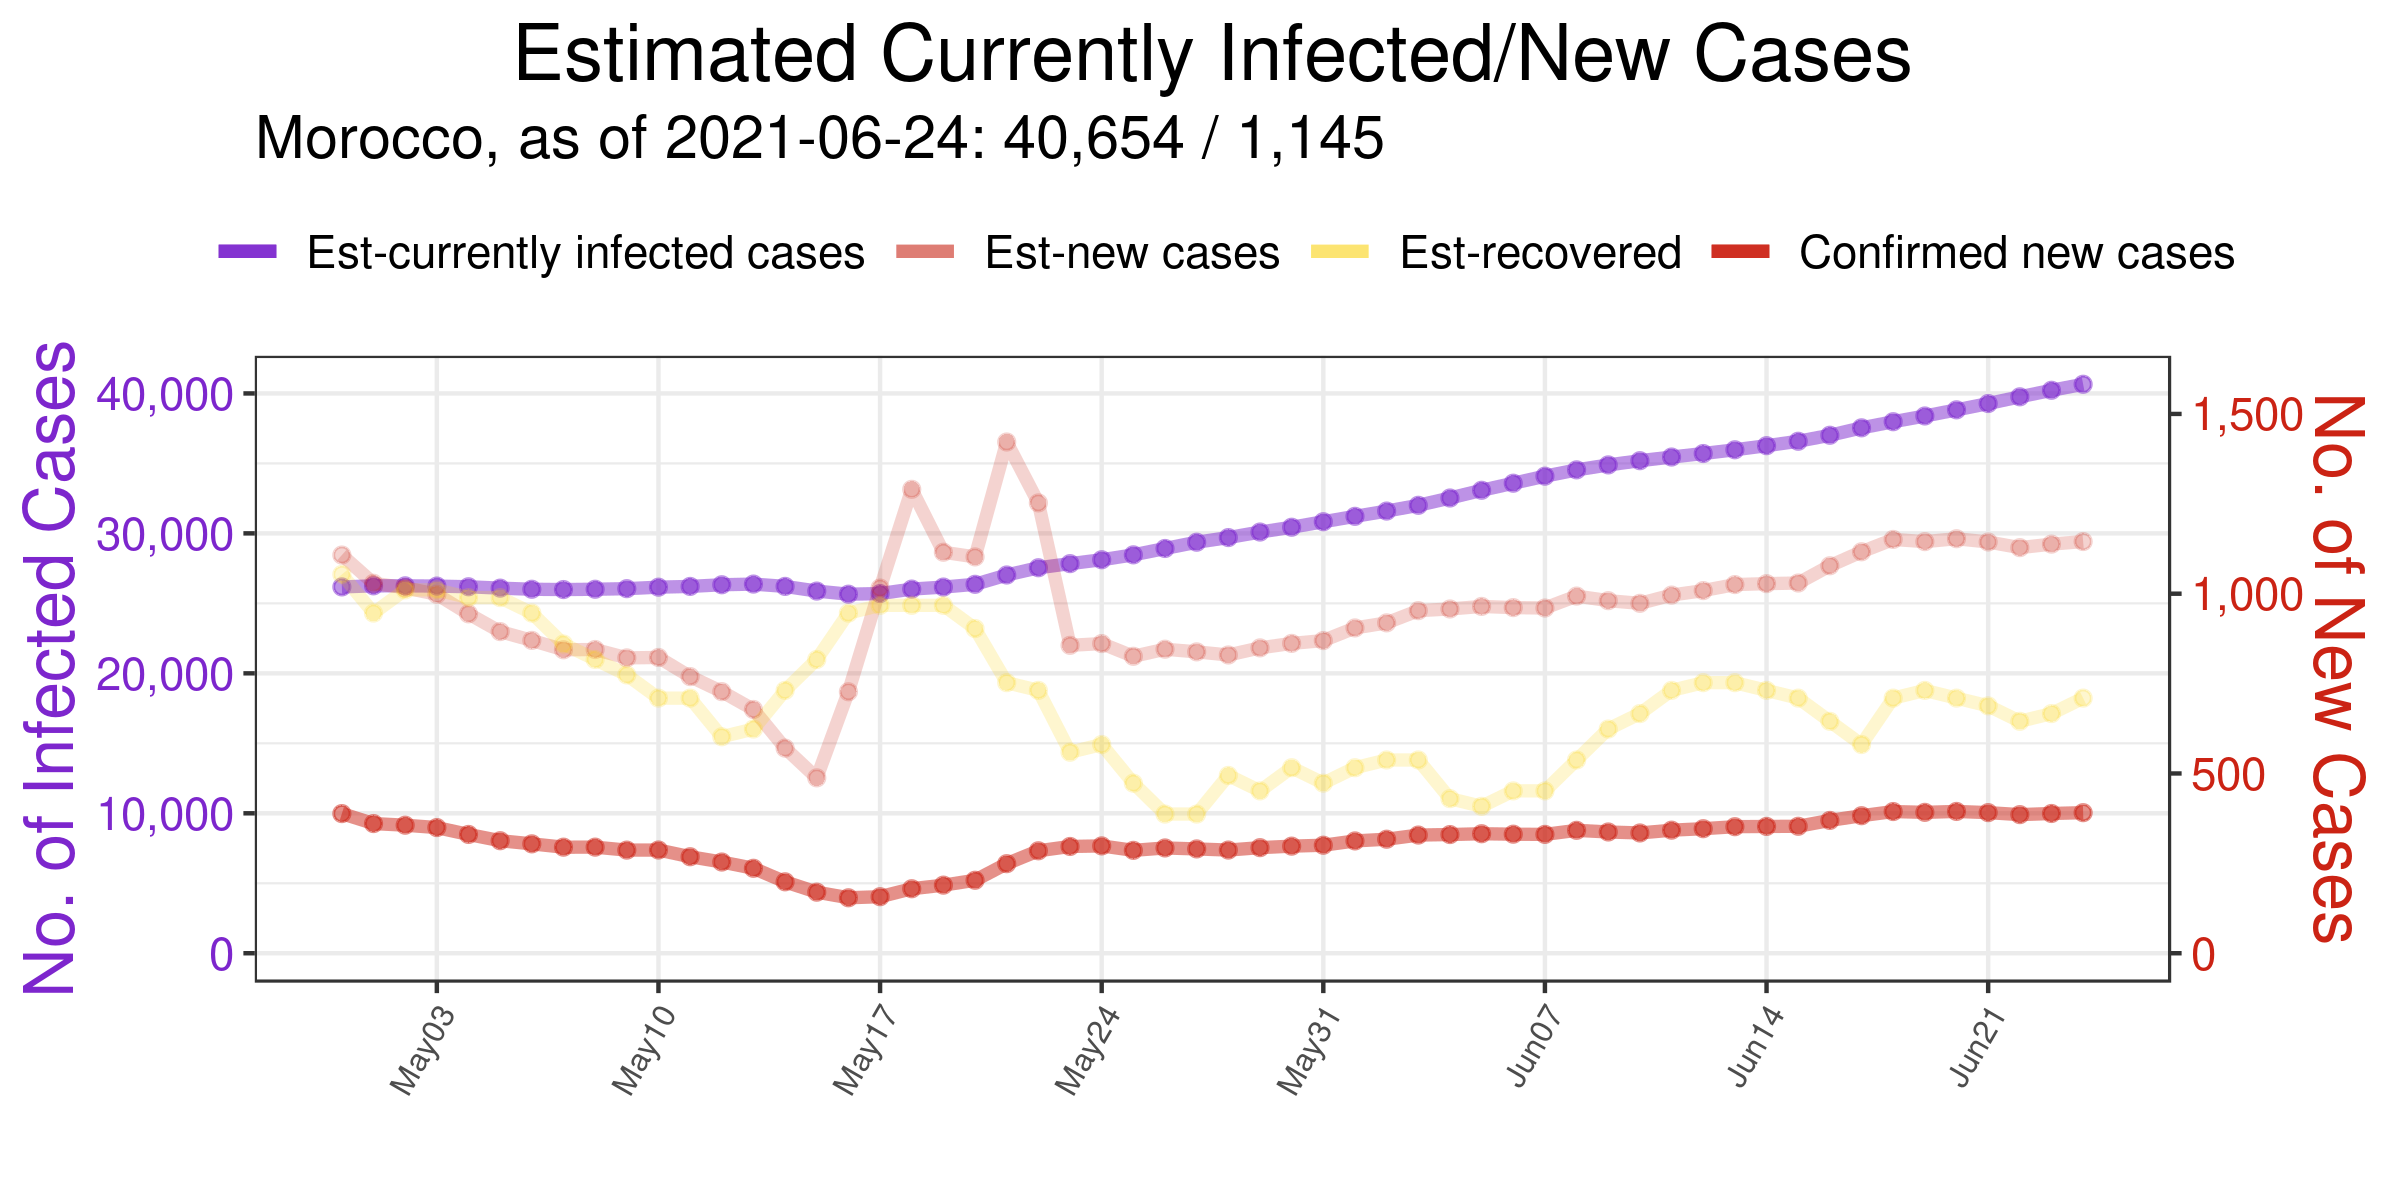 Estimated Currently Infected/New Cases
Morocco, as of 2021-06-24: 40,654 / 1,145
Est-currently infected cases Est-new cases Est-recovered Confirmed new cases
No. of Infected Cases
40,000
30,000
20,000
10,000
0
1,500
1,000
500
0
No. of New Cases
May03 May10 May17 May24 May31 Jun07 Jun14 Jun21